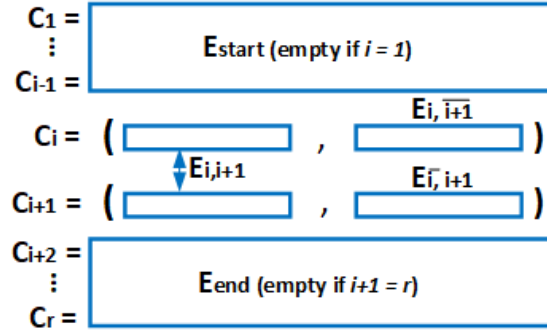 C1 =
⋮ Estart (empty if i = 1)
Ci-1 =
Ei, i+1
Ci = ( , )
Ei,i+1
Ei, i+1
Ci+1 = ( , )
Ci+2 =
⋮ Eend (empty if i+1 = r)
Cr =